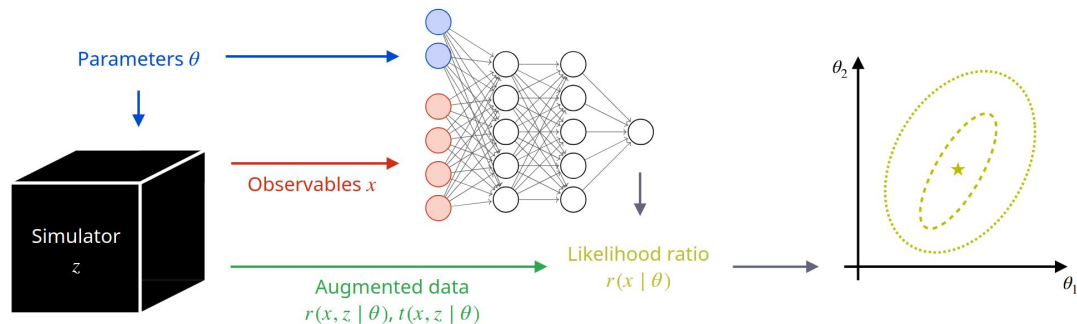 Parameters θ
Observables x
Simulator
z
Augmented data
r(x, z | θ), t(x, z | θ)
Likelihood ratio
r(x | θ)
θ₂
θ₁